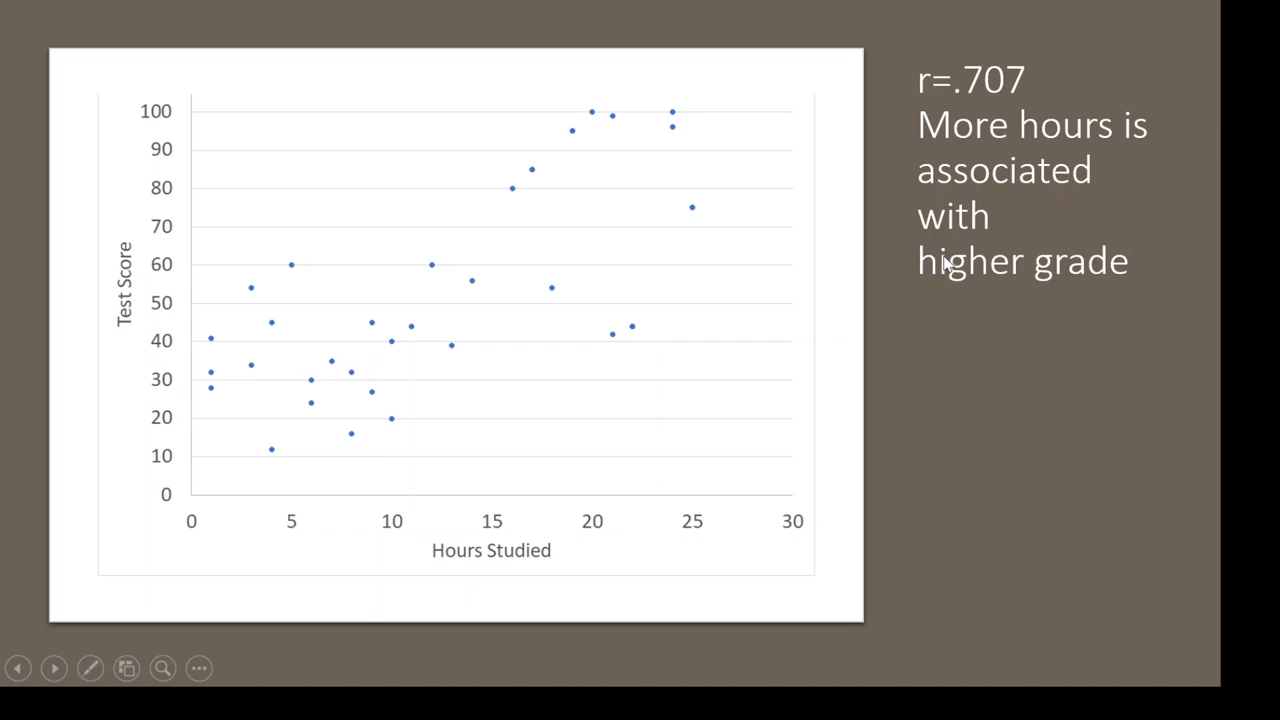 r=.707
More hours is
associated
with
higher grade
100
90
80
70
60
50
40
30
20
10
0
Test Score
0 5 10 15 20 25 30
Hours Studied